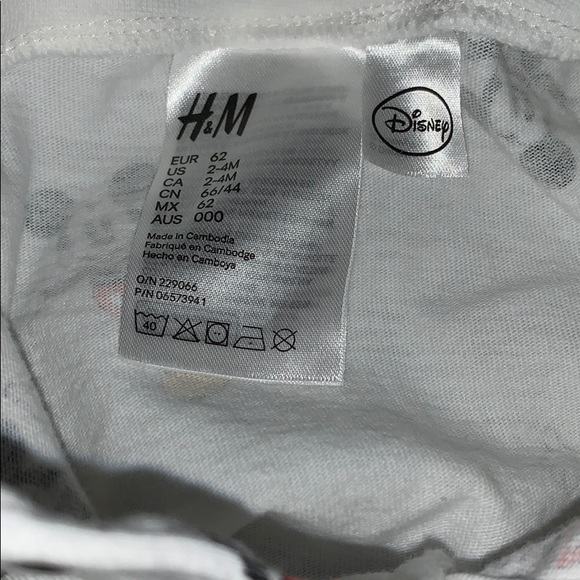 H&M
Disney
EUR 62
US 2-4M
CA 2-4M
CN 66/44
MX 62
AUS 000
Made in Cambodia
Fabriqué en Cambodge
Hecho en Camboya
O/N 229066
P/N 06573941
40